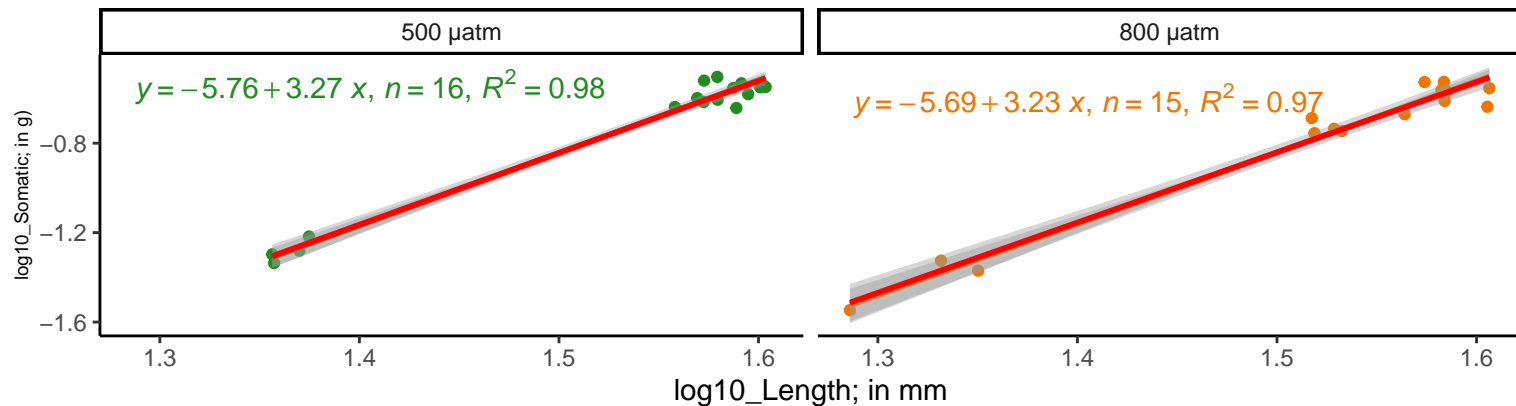 500 µatm
800 µatm
y = −5.76 + 3.27 x, n = 16, R² = 0.98
y = −5.69 + 3.23 x, n = 15, R² = 0.97
log10_Somatic; in g
−0.8
−1.2
−1.6
1.3 1.4 1.5 1.6
1.3 1.4 1.5 1.6
log10_Length; in mm